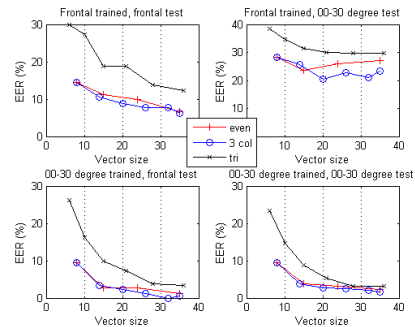 Frontal trained, frontal test
Frontal trained, 00-30 degree test
30
20
10
0
EER (%)
0 10 20 30 40
Vector size
40
30
20
10
0
EER (%)
0 10 20 30 40
Vector size
even
3 col
tri
00-30 degree trained, frontal test
00-30 degree trained, 00-30 degree test
30
20
10
0
EER (%)
0 10 20 30 40
Vector size
30
20
10
0
EER (%)
0 10 20 30 40
Vector size